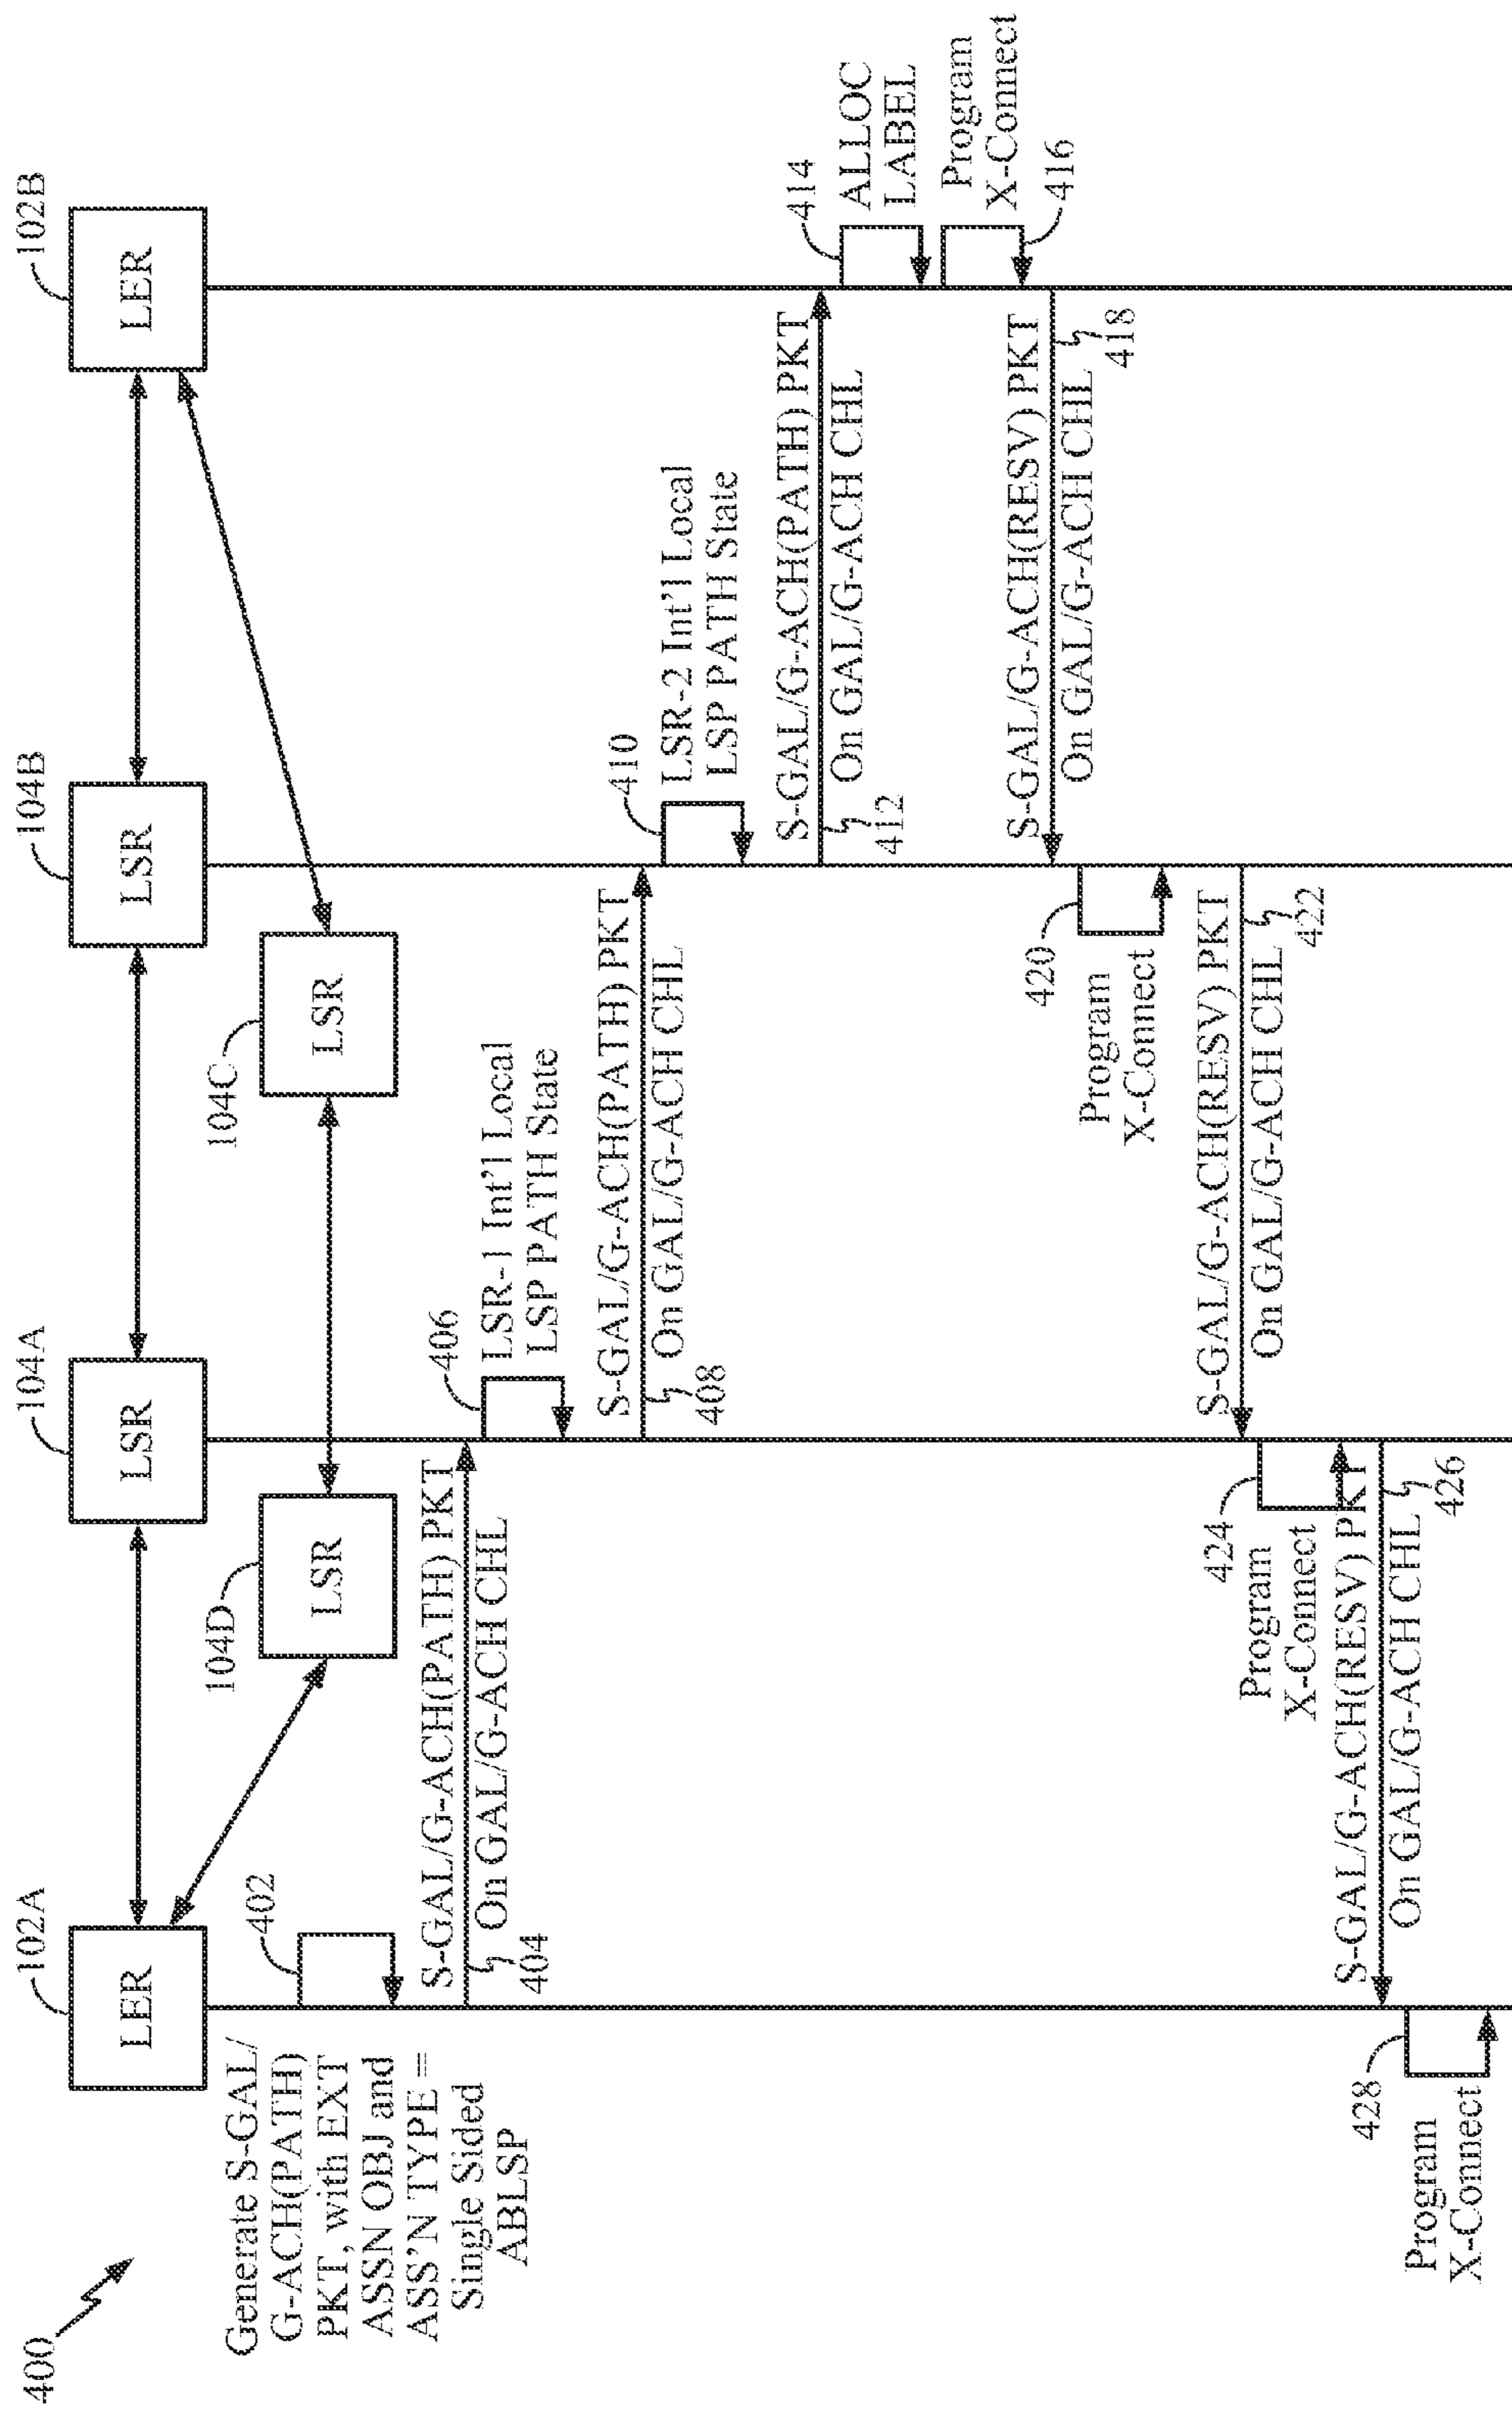 400
102A
LER
104A
LSR
104B
LSR
102B
LER
104D
LSR
104C
LSR
Generate S-GAL/
G-ACH(PATH)
PKT, with EXT
ASSN OBJ and
ASS'N TYPE =
Single Sided
ABLSP
402
S-GAL/G-ACH(PATH) PKT
On GAL/G-ACH CHL
404
406
LSR-1 Int'l Local
LSP PATH State
S-GAL/G-ACH(PATH) PKT
On GAL/G-ACH CHL
408
410
LSR-2 Int'l Local
LSP PATH State
S-GAL/G-ACH(PATH) PKT
On GAL/G-ACH CHL
412
414
ALLOC
LABEL
Program
X-Connect
416
S-GAL/G-ACH(RESV) PKT
On GAL/G-ACH CHL
418
420
Program
X-Connect
S-GAL/G-ACH(RESV) PKT
On GAL/G-ACH CHL
422
424
Program
X-Connect
S-GAL/G-ACH(RESV) PKT
On GAL/G-ACH CHL
426
428
Program
X-Connect